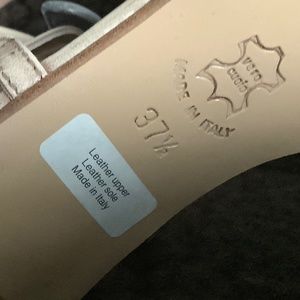 vero
cuoio
MADE IN ITALY
37½
Leather upper
Leather sole
Made in Italy